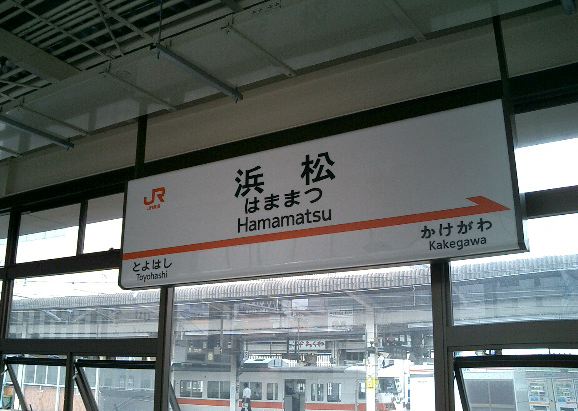 JR
浜 松
はままつ
Hamamatsu
とよはし
Toyohashi
かけがわ
Kakegawa